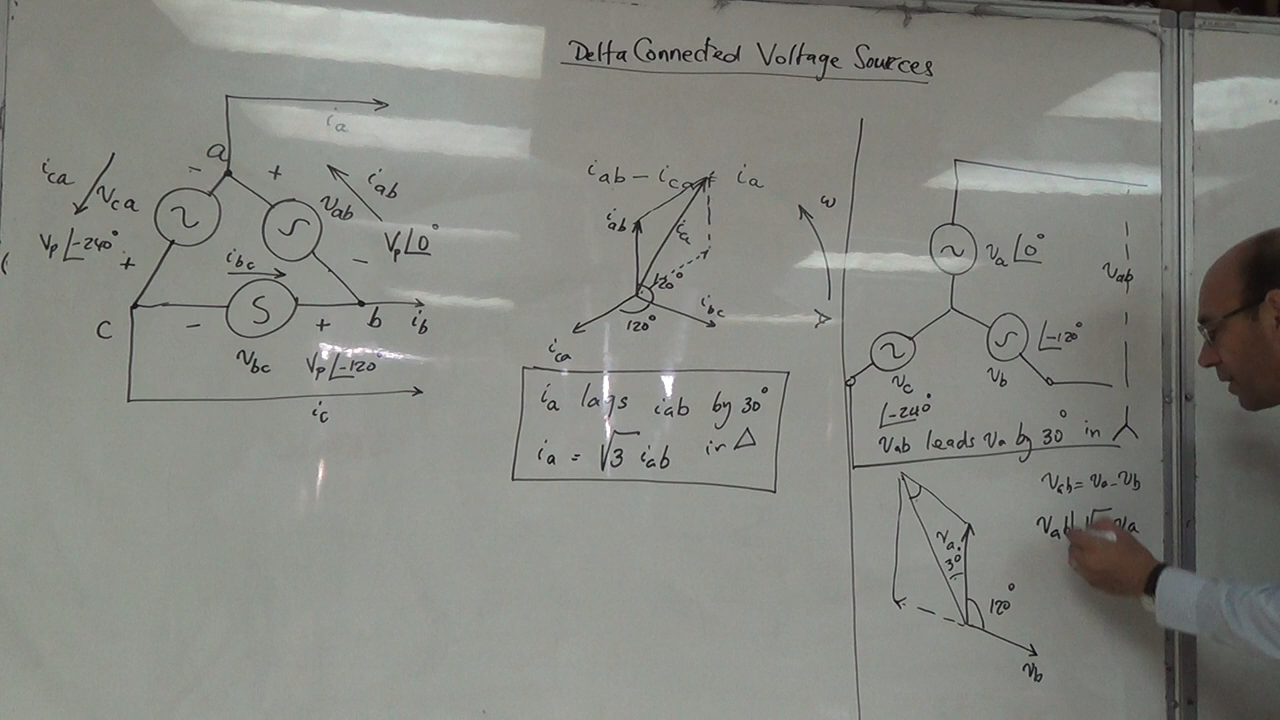 Delta Connected Voltage Sources
ia
a
- +
ica
vca
iab
vab
Vp∠-240°
Vp∠0°
+
-
ibc
c
- +
b
ib
vbc
Vp∠-120°
ic
iab - ica
ia
iab
ia
120°
ibc
120°
ica
ω
ia lags iab by 30°
ia = √3 iab in Δ
va∠0°
vab
∠-120°
vc
vb
∠-240°
vab leads va by 30° in Y
vab = va - vb
va
30°
120°
vb